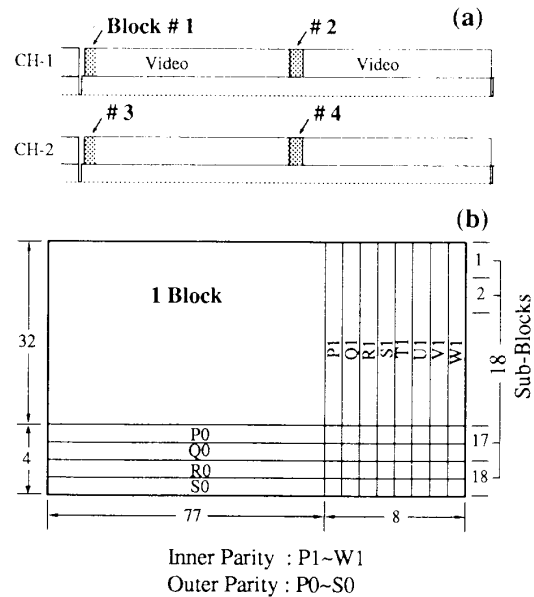 (a)
Block # 1
# 2
CH-1
Video
Video
# 3
# 4
CH-2
(b)
1 Block
32
4
P1
Q1
R1
S1
T1
U1
V1
W1
1
2
17
18
18
Sub-Blocks
P0
Q0
R0
S0
77
8
Inner Parity : P1~W1
Outer Parity : P0~S0